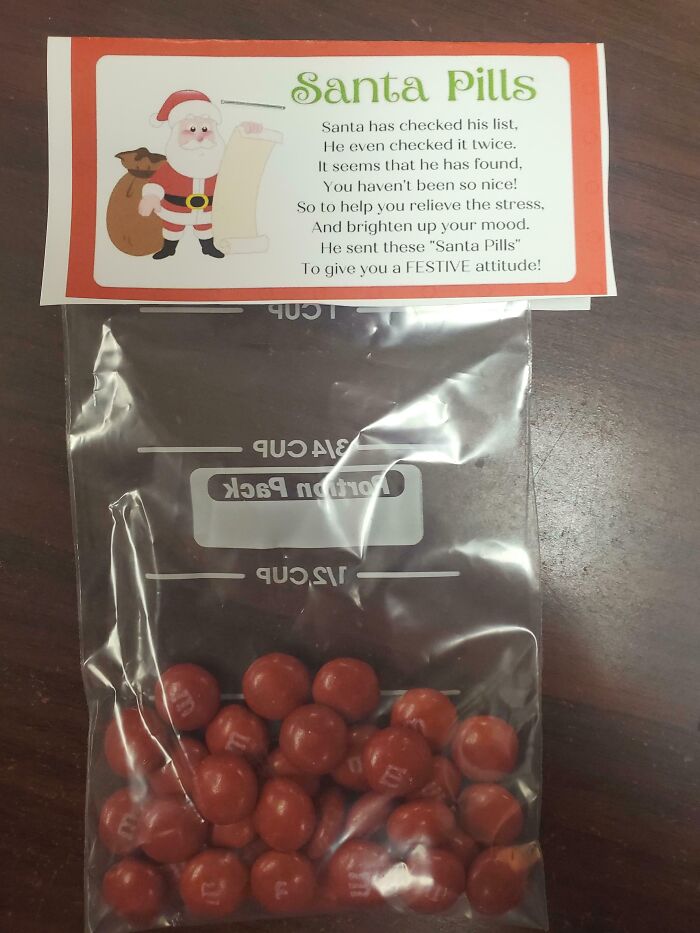 Santa Pills
Santa has checked his list,
He even checked it twice.
It seems that he has found,
You haven't been so nice!
So to help you relieve the stress,
And brighten up your mood.
He sent these "Santa Pills"
To give you a FESTIVE attitude!
1 CUP
3/4 CUP
Portion Pack
1/2 CUP
m
m
m
m
m
m
m